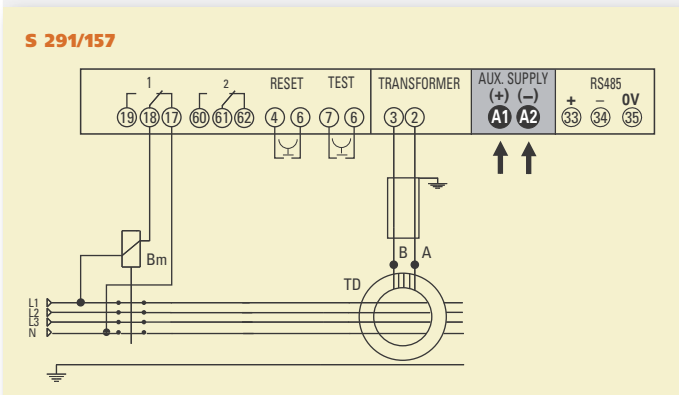 S 291/157
1 2 RESET TEST TRANSFORMER AUX. SUPPLY RS485
(+) (–) + – 0V
19 18 17 60 61 62 4 6 7 6 3 2 A1 A2 33 34 35
Bm
B A
TD
L1
L2
L3
N